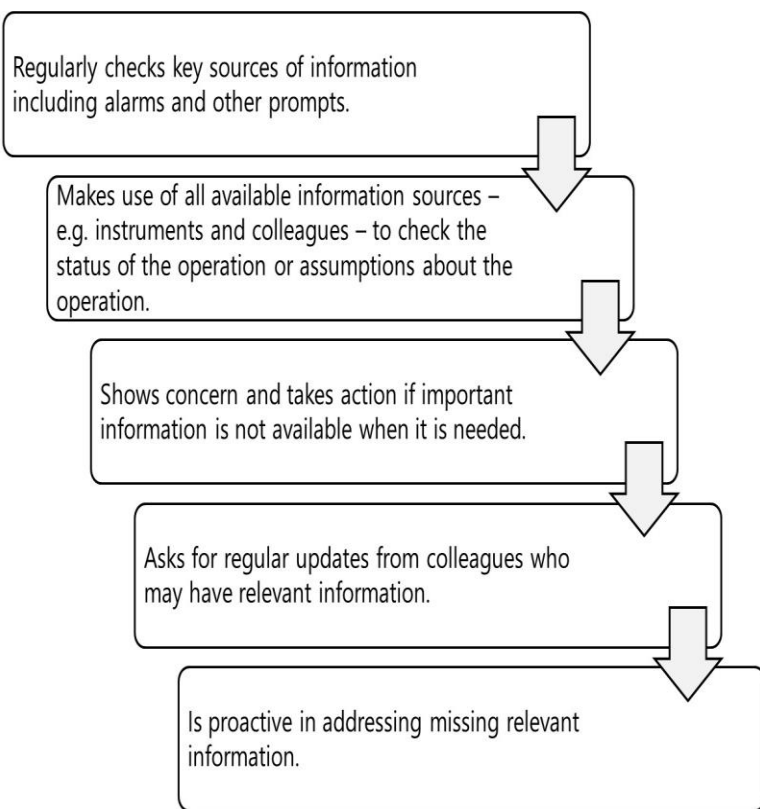 Regularly checks key sources of information
including alarms and other prompts.
Makes use of all available information sources –
e.g. instruments and colleagues – to check the
status of the operation or assumptions about the
operation.
Shows concern and takes action if important
information is not available when it is needed.
Asks for regular updates from colleagues who
may have relevant information.
Is proactive in addressing missing relevant
information.